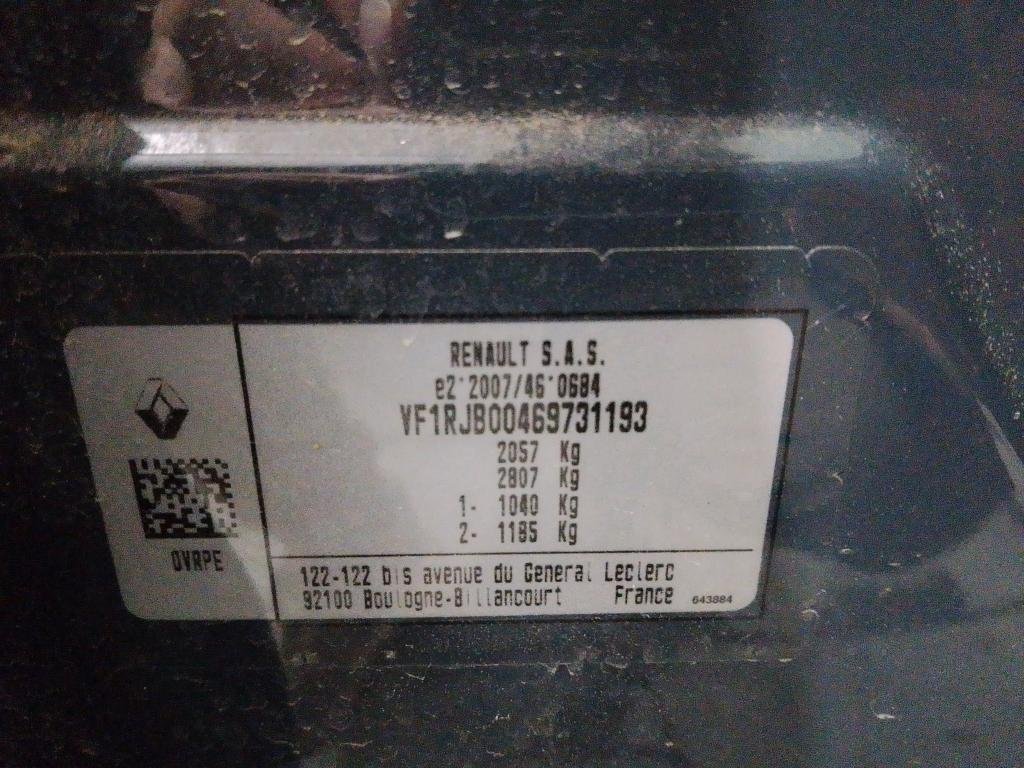 RENAULT S.A.S.
e2*2007/46*0684
VF1RJB00469731193
2057 Kg
2807 Kg
1- 1040 Kg
2- 1185 Kg
OVRPE
122-122 bis avenue du General Leclerc
92100 Boulogne-Billancourt France
643884